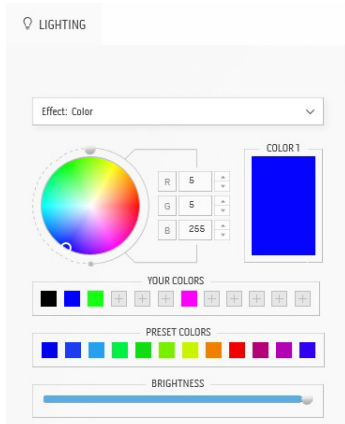 LIGHTING
Effect: Color
COLOR 1
R 5
G 5
B 255
YOUR COLORS
PRESET COLORS
BRIGHTNESS